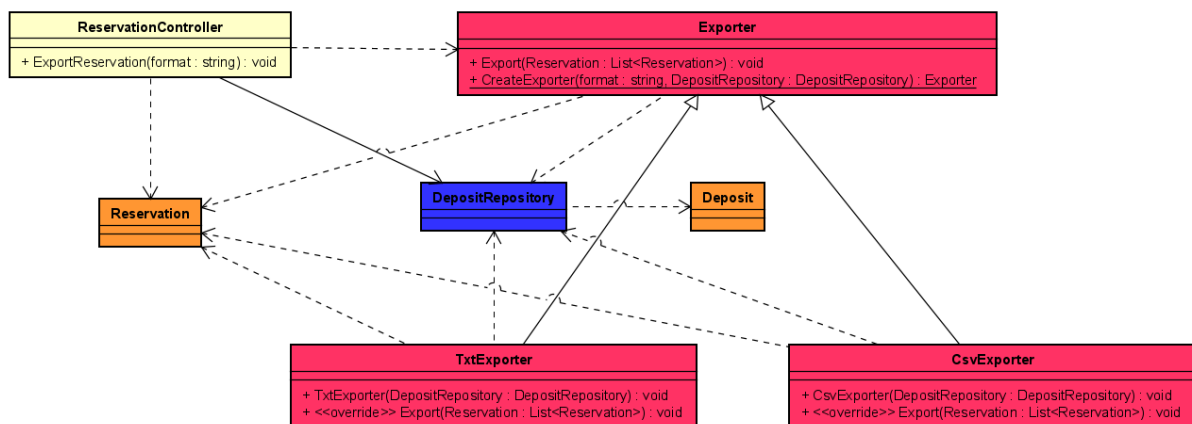 ReservationController
+ ExportReservation(format : string) : void
Exporter
+ Export(Reservation : List<Reservation>) : void
+ CreateExporter(format : string, DepositRepository : DepositRepository) : Exporter
Reservation
DepositRepository
Deposit
TxtExporter
+ TxtExporter(DepositRepository : DepositRepository) : void
+ <<override>> Export(Reservation : List<Reservation>) : void
CsvExporter
+ CsvExporter(DepositRepository : DepositRepository) : void
+ <<override>> Export(Reservation : List<Reservation>) : void